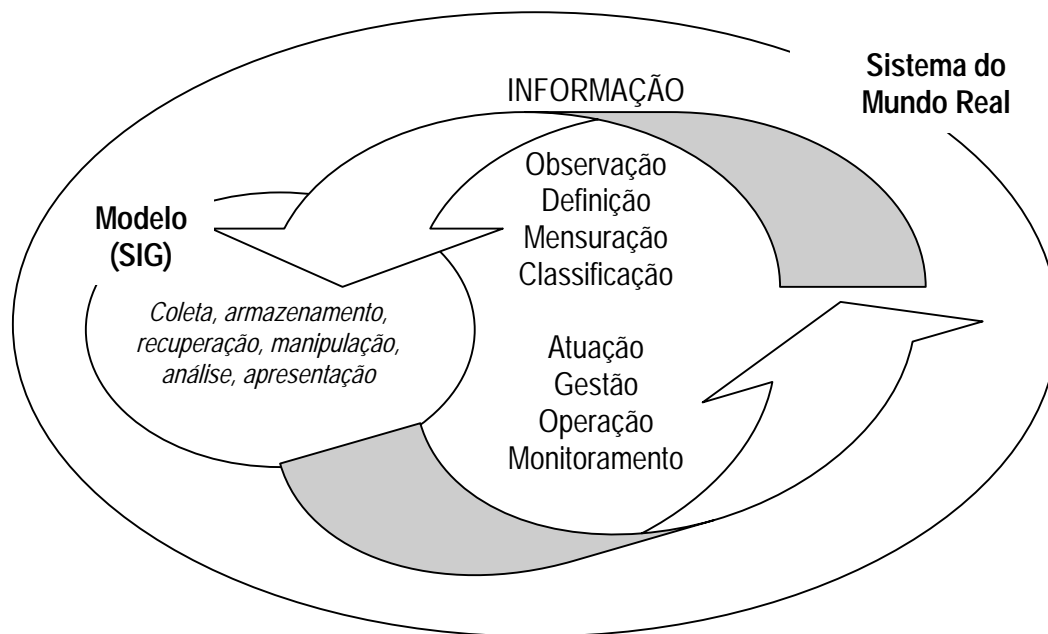 Sistema do
Mundo Real
INFORMAÇÃO
Observação
Definição
Mensuração
Classificação
Modelo
(SIG)
Coleta, armazenamento,
recuperação, manipulação,
análise, apresentação
Atuação
Gestão
Operação
Monitoramento